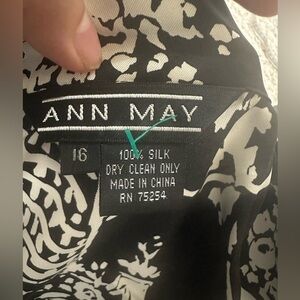 ANN MAY
16
100% SILK
DRY CLEAN ONLY
MADE IN CHINA
RN 75254